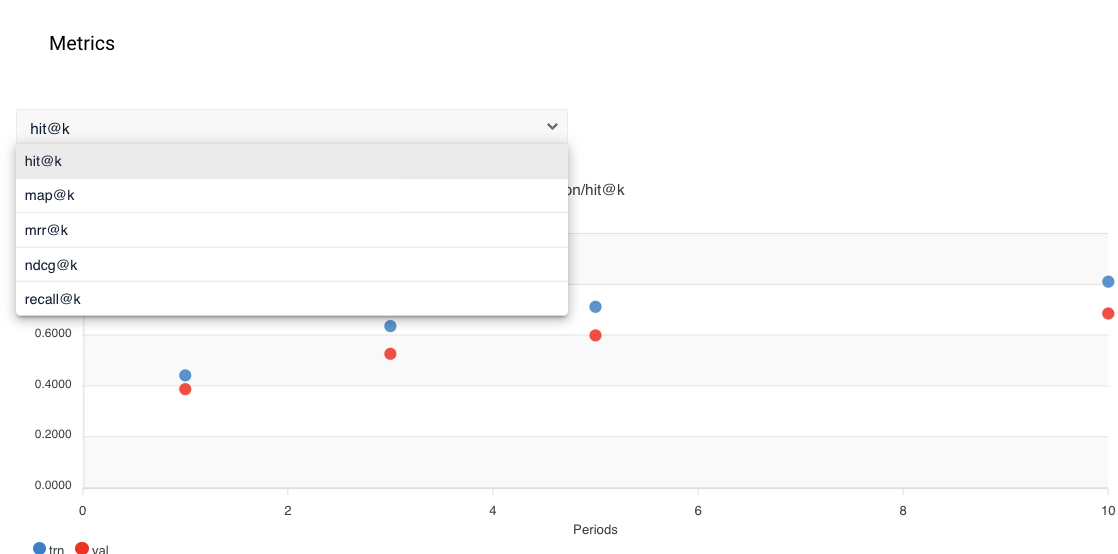 Metrics
hit@k
hit@k
map@k
mrr@k
ndcg@k
recall@k
on/hit@k
0.6000
0.4000
0.2000
0.0000
0 2 4 6 8 10
Periods
trn val